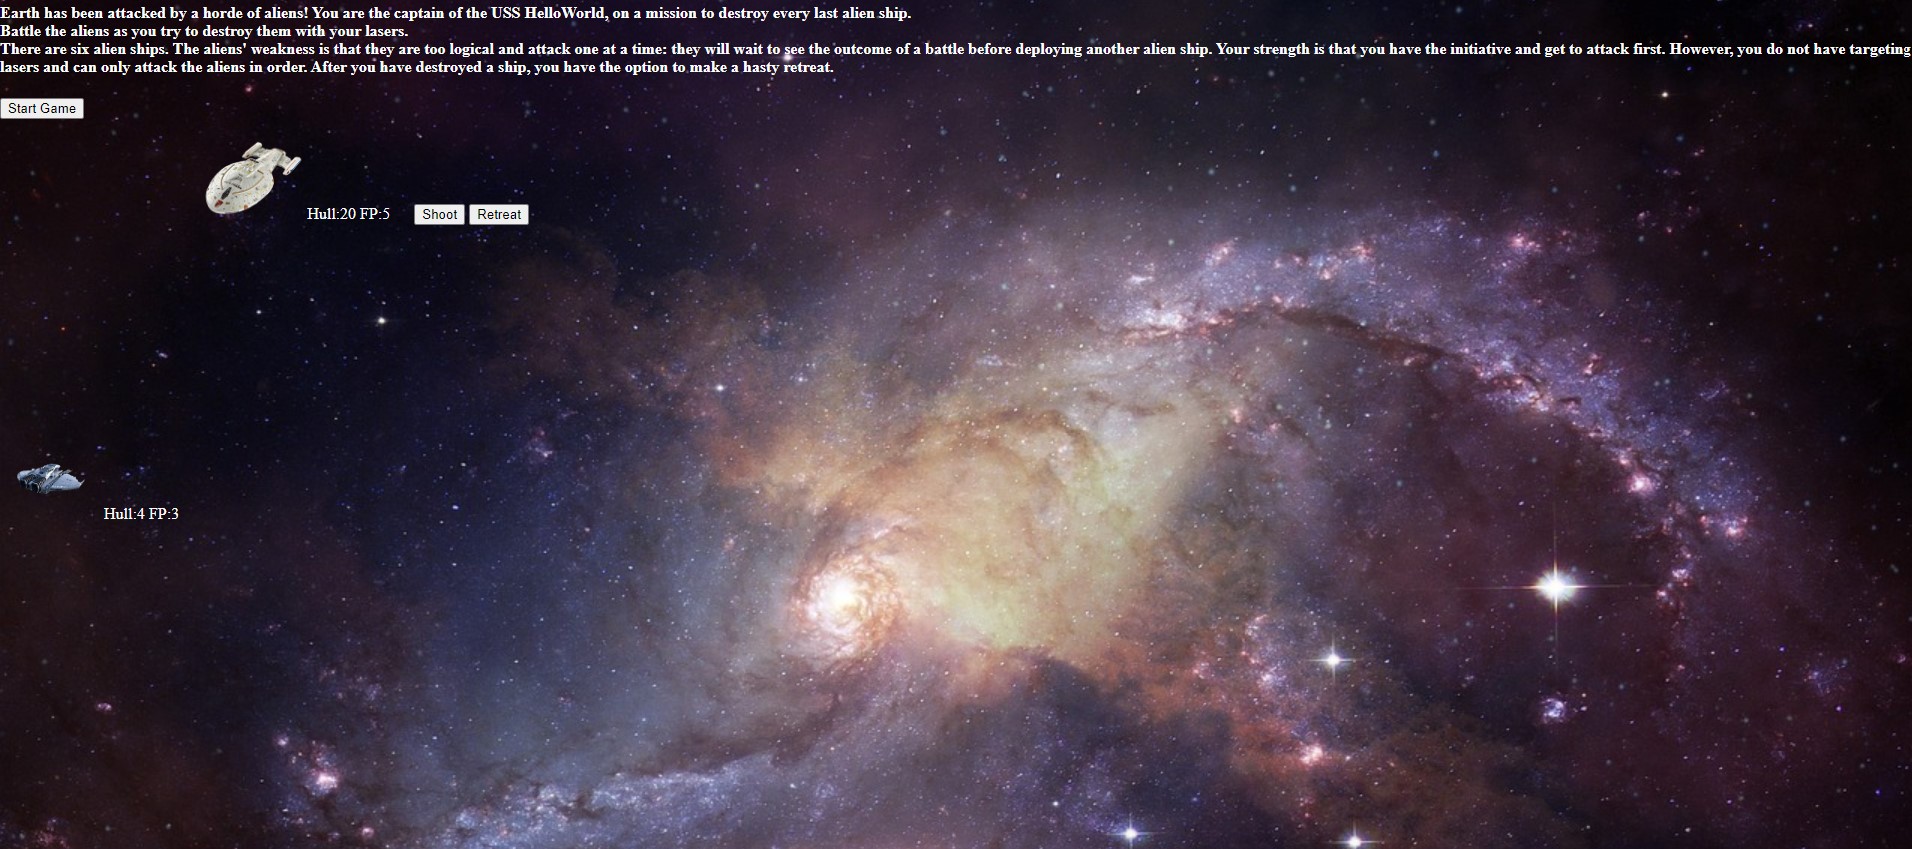 Earth has been attacked by a horde of aliens! You are the captain of the USS HelloWorld, on a mission to destroy every last alien ship.
Battle the aliens as you try to destroy them with your lasers.
There are six alien ships. The aliens' weakness is that they are too logical and attack one at a time: they will wait to see the outcome of a battle before deploying another alien ship. Your strength is that you have the initiative and get to attack first. However, you do not have targeting
lasers and can only attack the aliens in order. After you have destroyed a ship, you have the option to make a hasty retreat.
Start Game
Hull:20 FP:5 Shoot Retreat
Hull:4 FP:3